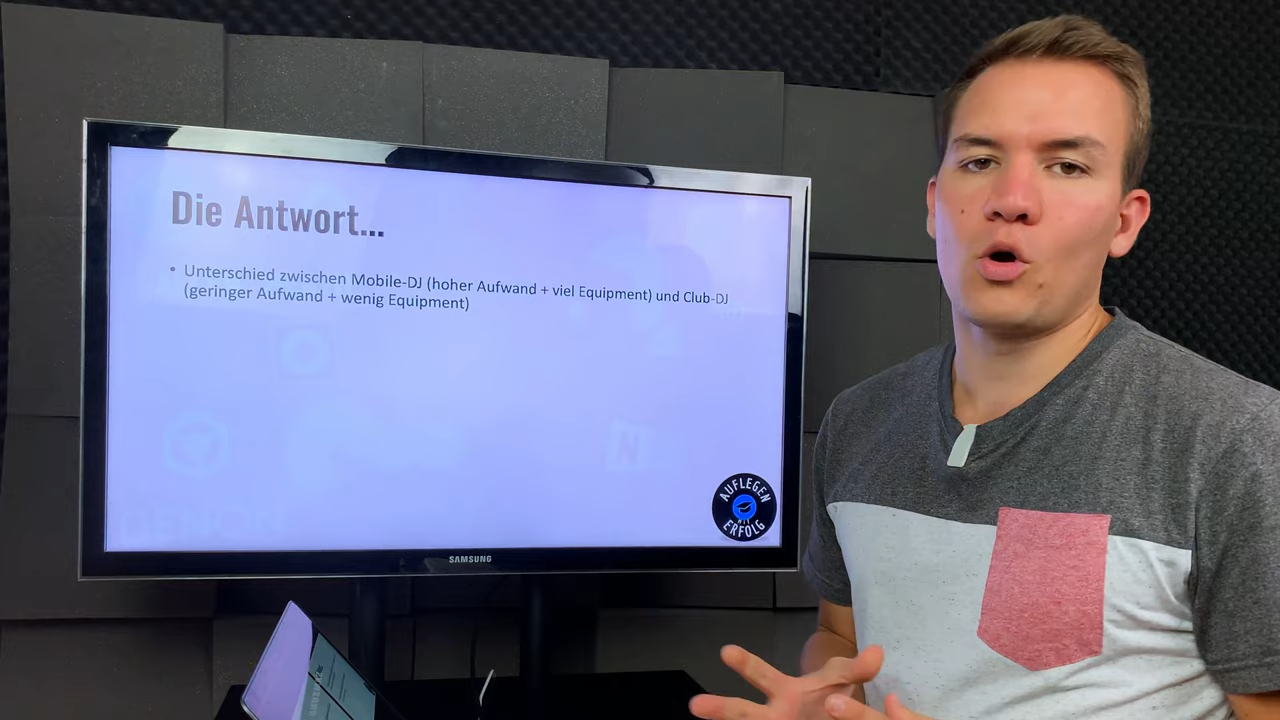 Die Antwort...
• Unterschied zwischen Mobile-DJ (hoher Aufwand + viel Equipment) und Club-DJ
(geringer Aufwand + wenig Equipment)
N
AUFLEGEN
MIT
ERFOLG
SAMSUNG